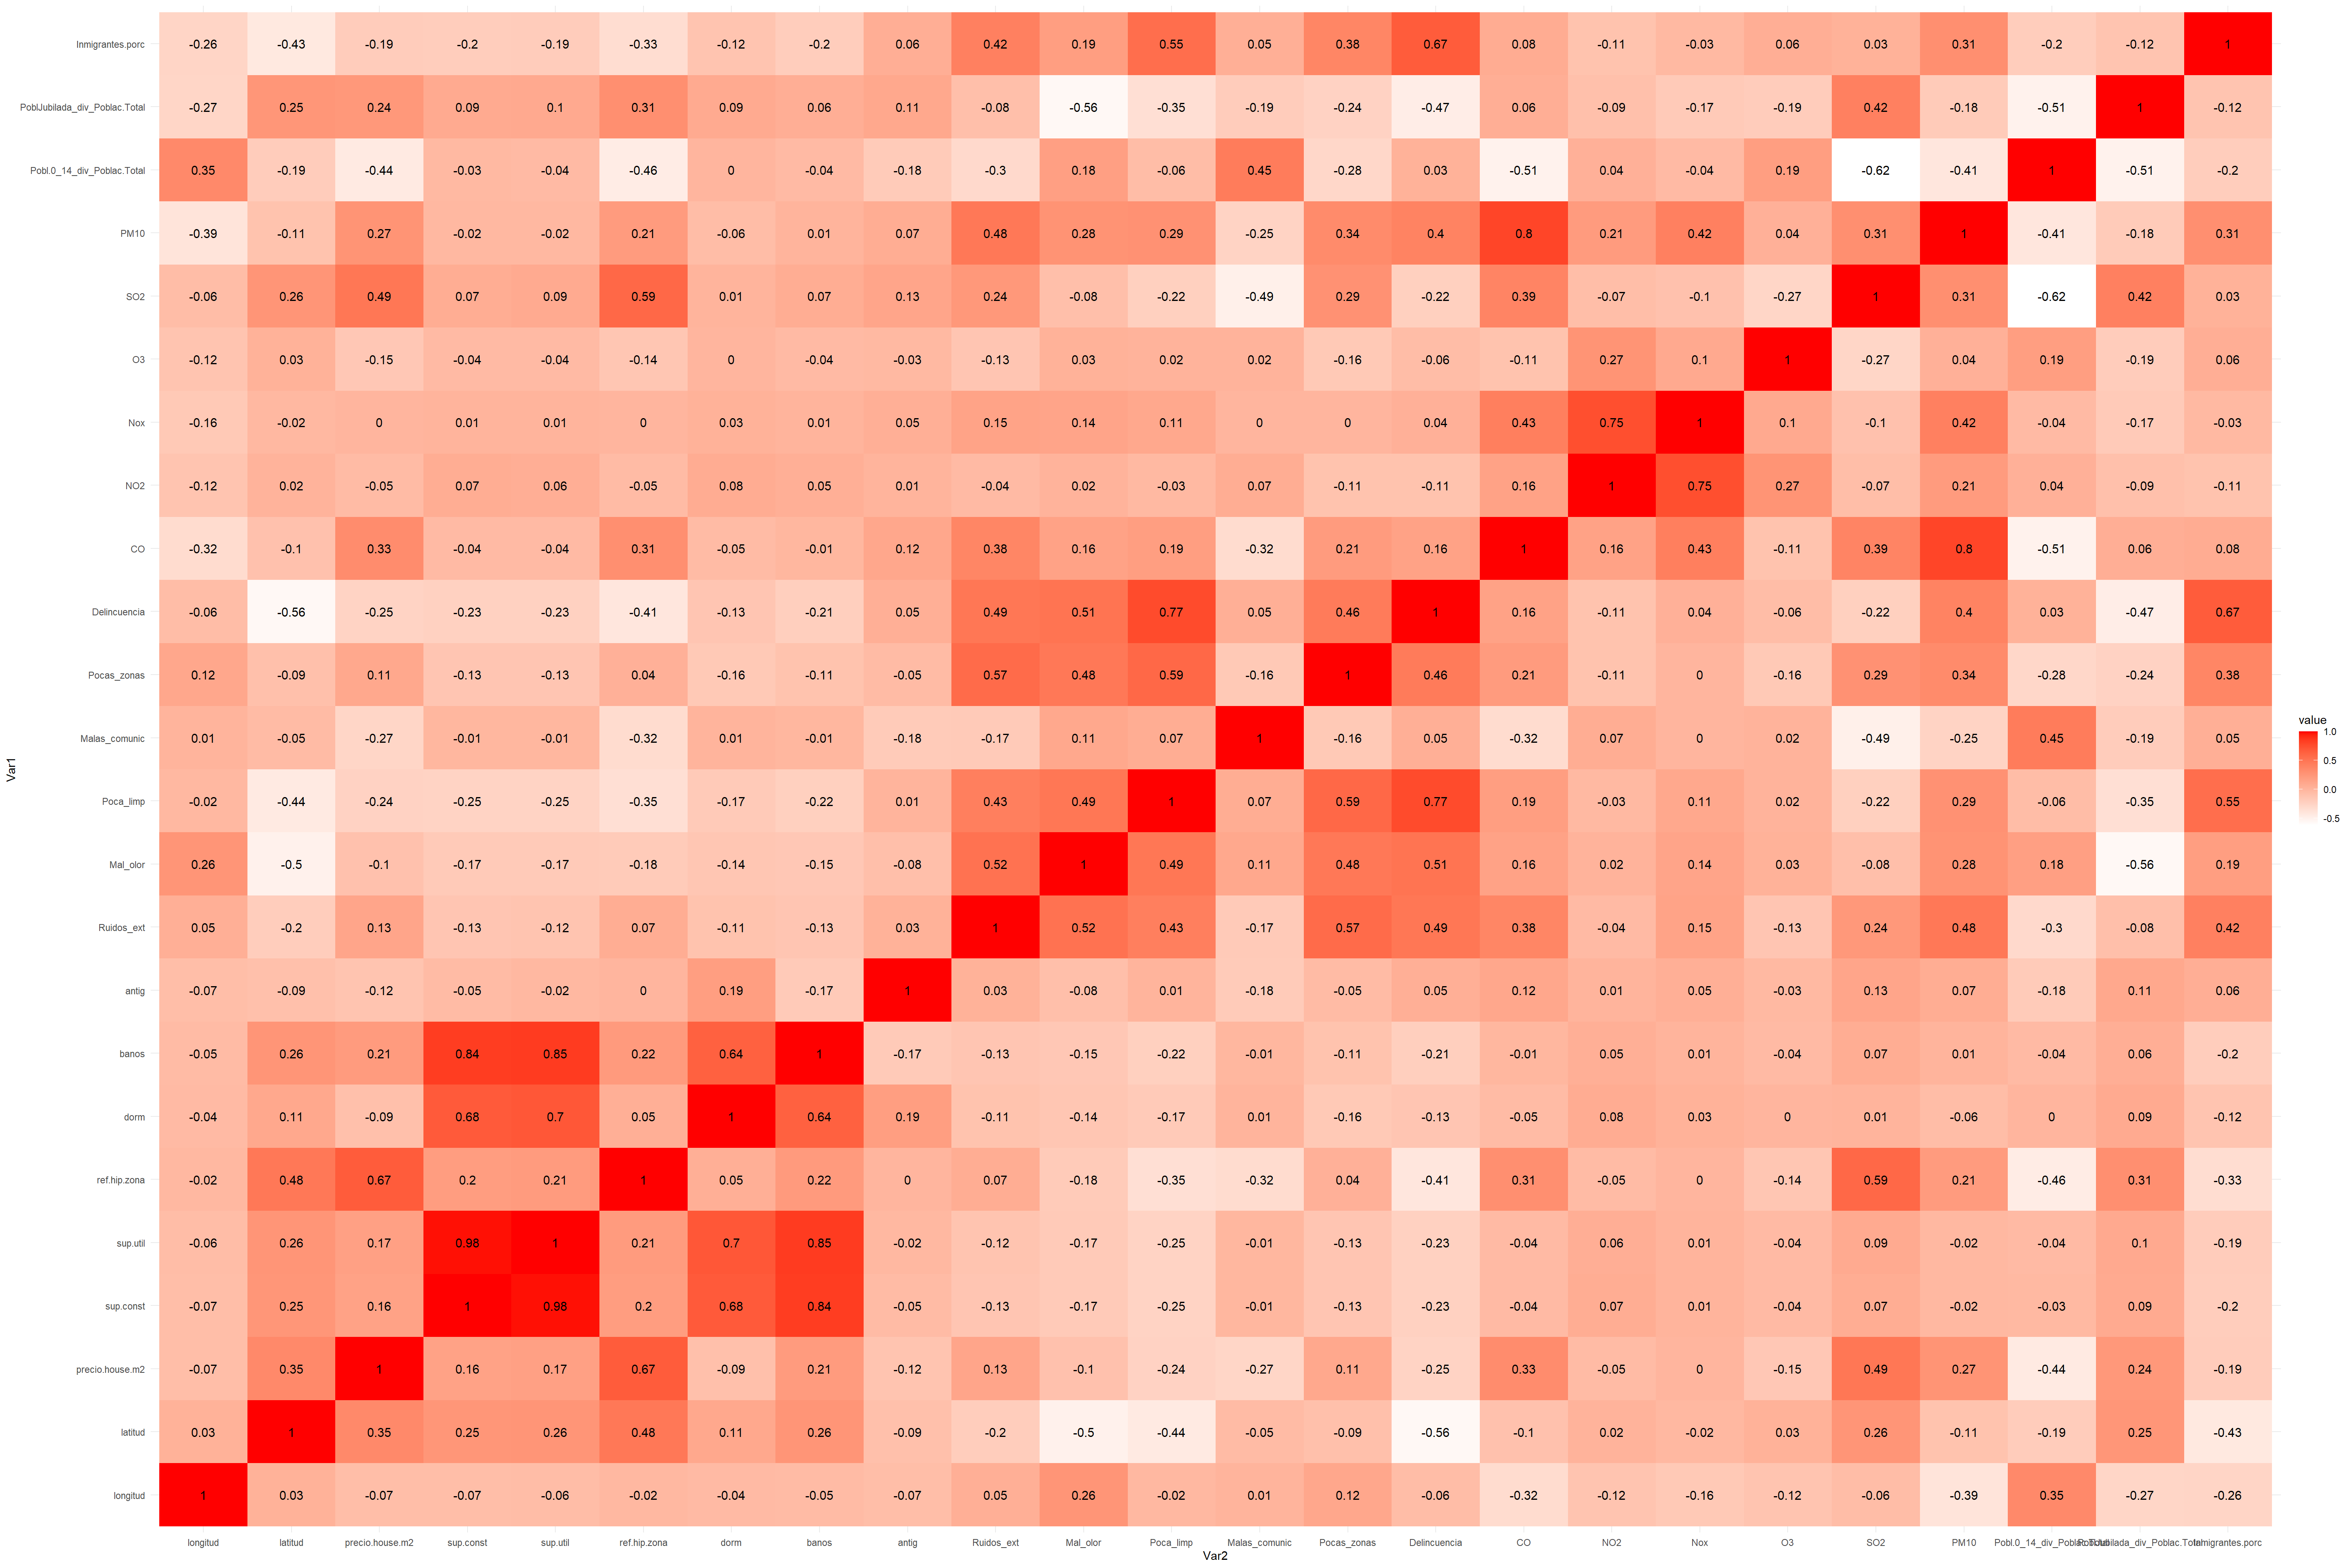 Inmigrantes.porc -0.26 -0.43 -0.19 -0.2 -0.19 -0.33 -0.12 -0.2 0.06 0.42 0.19 0.55 0.05 0.38 0.67 0.08 -0.11 -0.03 0.06 0.03 0.31 -0.2 -0.12 1
PoblJubilada_div_Poblac.Total -0.27 0.25 0.24 0.09 0.1 0.31 0.09 0.06 0.11 -0.08 -0.56 -0.35 -0.19 -0.24 -0.47 0.06 -0.09 -0.17 -0.19 0.42 -0.18 -0.51 1 -0.12
Pobl.0_14_div_Poblac.Total 0.35 -0.19 -0.44 -0.03 -0.04 -0.46 0 -0.04 -0.18 -0.3 0.18 -0.06 0.45 -0.28 0.03 -0.51 0.04 -0.04 0.19 -0.62 -0.41 1 -0.51 -0.2
PM10 -0.39 -0.11 0.27 -0.02 -0.02 0.21 -0.06 0.01 0.07 0.48 0.28 0.29 -0.25 0.34 0.4 0.8 0.21 0.42 0.04 0.31 1 -0.41 -0.18 0.31
SO2 -0.06 0.26 0.49 0.07 0.09 0.59 0.01 0.07 0.13 0.24 -0.08 -0.22 -0.49 0.29 -0.22 0.39 -0.07 -0.1 -0.27 1 0.31 -0.62 0.42 0.03
O3 -0.12 0.03 -0.15 -0.04 -0.04 -0.14 0 -0.04 -0.03 -0.13 0.03 0.02 0.02 -0.16 -0.06 -0.11 0.27 0.1 1 -0.27 0.04 0.19 -0.19 0.06
Nox -0.16 -0.02 0 0.01 0.01 0 0.03 0.01 0.05 0.15 0.14 0.11 0 0 0.04 0.43 0.75 1 0.1 -0.1 0.42 -0.04 -0.17 -0.03
NO2 -0.12 0.02 -0.05 0.07 0.06 -0.05 0.08 0.05 0.01 -0.04 0.02 -0.03 0.07 -0.11 -0.11 0.16 1 0.75 0.27 -0.07 0.21 0.04 -0.09 -0.11
CO -0.32 -0.1 0.33 -0.04 -0.04 0.31 -0.05 -0.01 0.12 0.38 0.16 0.19 -0.32 0.21 0.16 1 0.16 0.43 -0.11 0.39 0.8 -0.51 0.06 0.08
Delincuencia -0.06 -0.56 -0.25 -0.23 -0.23 -0.41 -0.13 -0.21 0.05 0.49 0.51 0.77 0.05 0.46 1 0.16 -0.11 0.04 -0.06 -0.22 0.4 0.03 -0.47 0.67
Pocas_zonas 0.12 -0.09 0.11 -0.13 -0.13 0.04 -0.16 -0.11 -0.05 0.57 0.48 0.59 -0.16 1 0.46 0.21 -0.11 0 -0.16 0.29 0.34 -0.28 -0.24 0.38
Malas_comunic 0.01 -0.05 -0.27 -0.01 -0.01 -0.32 0.01 -0.01 -0.18 -0.17 0.11 0.07 1 -0.16 0.05 -0.32 0.07 0 0.02 -0.49 -0.25 0.45 -0.19 0.05
Poca_limp -0.02 -0.44 -0.24 -0.25 -0.25 -0.35 -0.17 -0.22 0.01 0.43 0.49 1 0.07 0.59 0.77 0.19 -0.03 0.11 0.02 -0.22 0.29 -0.06 -0.35 0.55
Mal_olor 0.26 -0.5 -0.1 -0.17 -0.17 -0.18 -0.14 -0.15 -0.08 0.52 1 0.49 0.11 0.48 0.51 0.16 0.02 0.14 0.03 -0.08 0.28 0.18 -0.56 0.19
Ruidos_ext 0.05 -0.2 0.13 -0.13 -0.12 0.07 -0.11 -0.13 0.03 1 0.52 0.43 -0.17 0.57 0.49 0.38 -0.04 0.15 -0.13 0.24 0.48 -0.3 -0.08 0.42
antig -0.07 -0.09 -0.12 -0.05 -0.02 0 0.19 -0.17 1 0.03 -0.08 0.01 -0.18 -0.05 0.05 0.12 0.01 0.05 -0.03 0.13 0.07 -0.18 0.11 0.06
banos -0.05 0.26 0.21 0.84 0.85 0.22 0.64 1 -0.17 -0.13 -0.15 -0.22 -0.01 -0.11 -0.21 -0.01 0.05 0.01 -0.04 0.07 0.01 -0.04 0.06 -0.2
dorm -0.04 0.11 -0.09 0.68 0.7 0.05 1 0.64 0.19 -0.11 -0.14 -0.17 0.01 -0.16 -0.13 -0.05 0.08 0.03 0 0.01 -0.06 0 0.09 -0.12
ref.hip.zona -0.02 0.48 0.67 0.2 0.21 1 0.05 0.22 0 0.07 -0.18 -0.35 -0.32 0.04 -0.41 0.31 -0.05 0 -0.14 0.59 0.21 -0.46 0.31 -0.33
sup.util -0.06 0.26 0.17 0.98 1 0.21 0.7 0.85 -0.02 -0.12 -0.17 -0.25 -0.01 -0.13 -0.23 -0.04 0.06 0.01 -0.04 0.09 -0.02 -0.04 0.1 -0.19
sup.const -0.07 0.25 0.16 1 0.98 0.2 0.68 0.84 -0.05 -0.13 -0.17 -0.25 -0.01 -0.13 -0.23 -0.04 0.07 0.01 -0.04 0.07 -0.02 -0.03 0.09 -0.2
precio.house.m2 -0.07 0.35 1 0.16 0.17 0.67 -0.09 0.21 -0.12 0.13 -0.1 -0.24 -0.27 0.11 -0.25 0.33 -0.05 0 -0.15 0.49 0.27 -0.44 0.24 -0.19
latitud 0.03 1 0.35 0.25 0.26 0.48 0.11 0.26 -0.09 -0.2 -0.5 -0.44 -0.05 -0.09 -0.56 -0.1 0.02 -0.02 0.03 0.26 -0.11 -0.19 0.25 -0.43
longitud 1 0.03 -0.07 -0.07 -0.06 -0.02 -0.04 -0.05 -0.07 0.05 0.26 -0.02 0.01 0.12 -0.06 -0.32 -0.12 -0.16 -0.12 -0.06 -0.39 0.35 -0.27 -0.26
longitud latitud precio.house.m2 sup.const sup.util ref.hip.zona dorm banos antig Ruidos_ext Mal_olor Poca_limp Malas_comunic Pocas_zonas Delincuencia CO NO2 Nox O3 SO2 PM10 Pobl.0_14_div_Poblac.Total PoblJubilada_div_Poblac.Total Inmigrantes.porc
Var2
Var1
value
1.0
0.5
0.0
-0.5